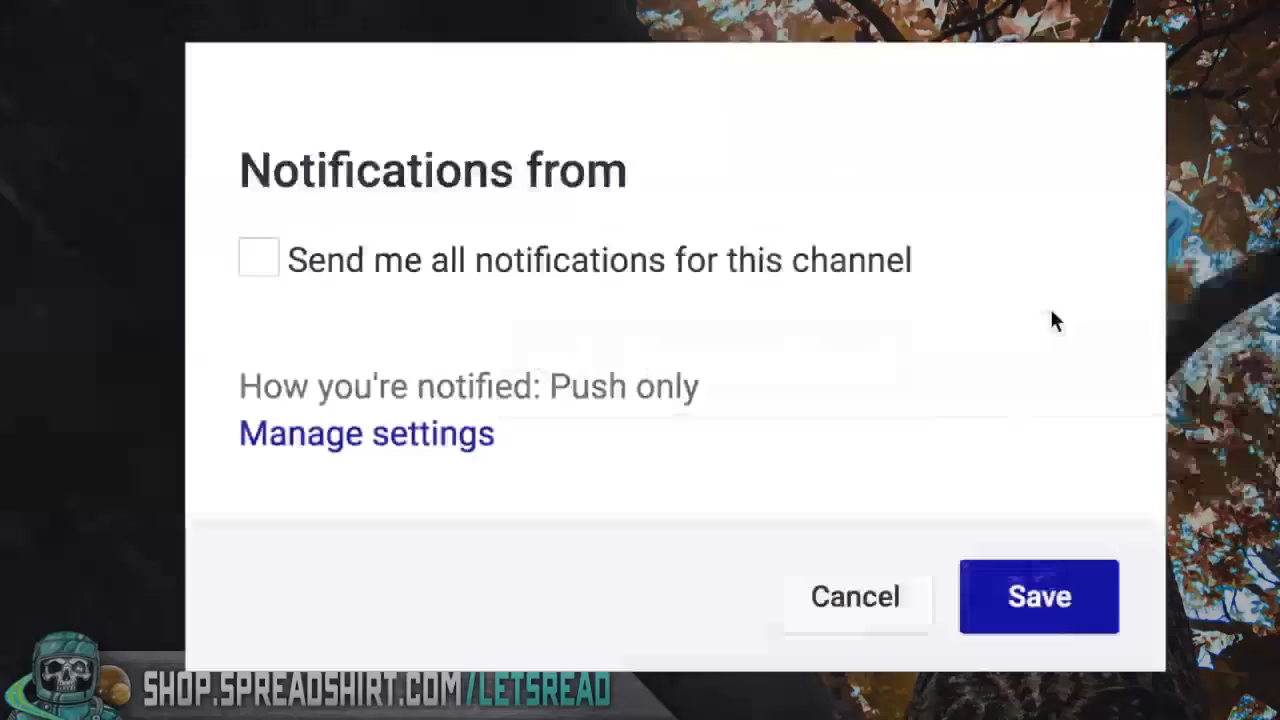 Notifications from
Send me all notifications for this channel
How you're notified: Push only
Manage settings
Cancel
Save
SHOP.SPREADSHIRT.COM/LETSREAD